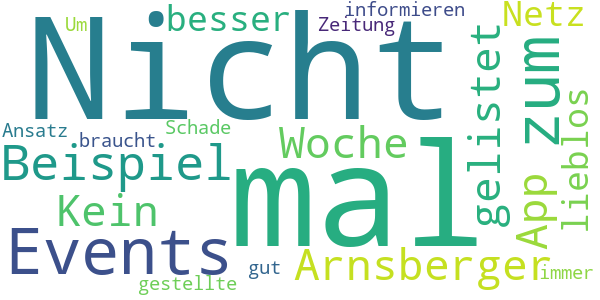 Um
besser
informieren
Zeitung
Netz
Nicht
zum
gelistet
lieblos
Ansatz
braucht
Schade
Woche
Beispiel
mal
App
Kein
Events
gut
Arnsberger
gestellte
immer